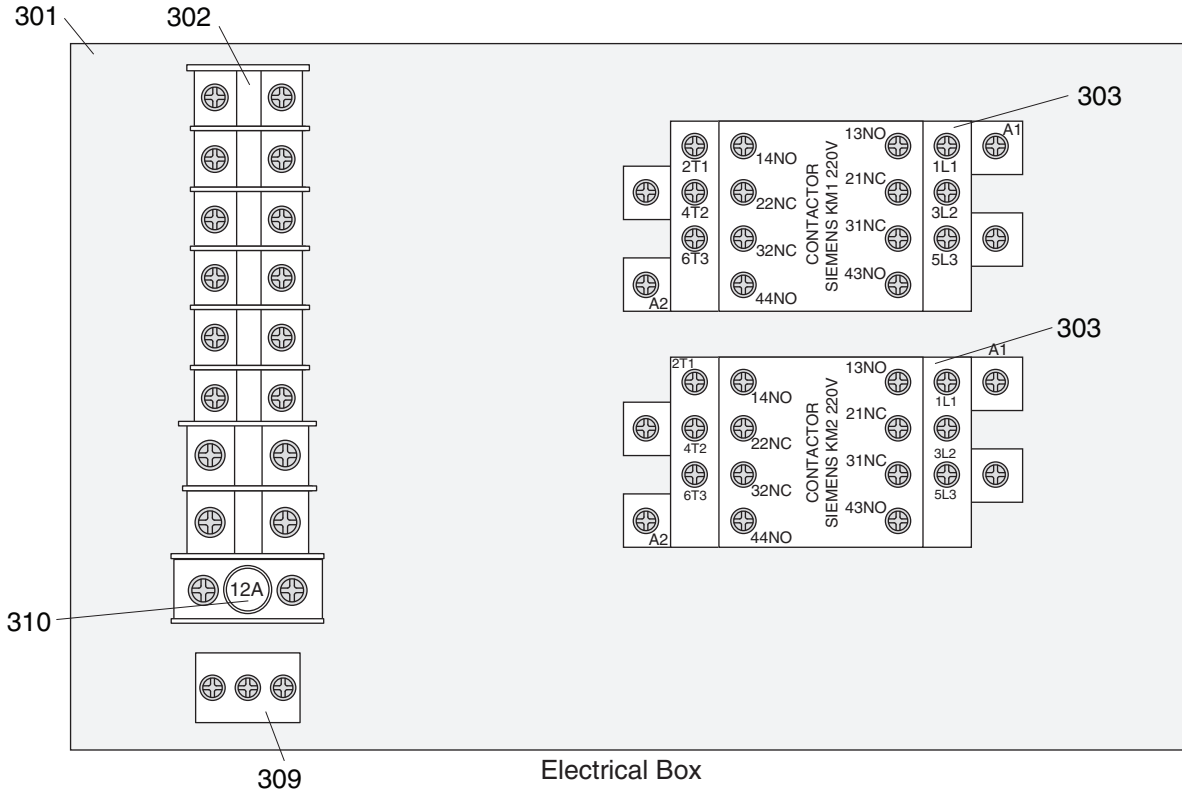 301
302
303
2T1
4T2
6T3
A2
14NO
22NC
32NC
44NO
CONTACTOR
SIEMENS KM1 220V
13NO
21NC
31NC
43NO
1L1
3L2
5L3
A1
303
2T1
4T2
6T3
A2
14NO
22NC
32NC
44NO
CONTACTOR
SIEMENS KM2 220V
13NO
21NC
31NC
43NO
1L1
3L2
5L3
A1
12A
310
309
Electrical Box